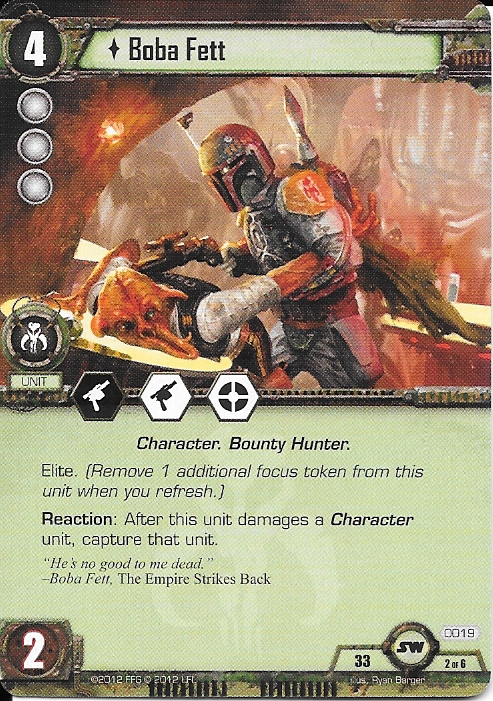 4
Boba Fett
UNIT
Character. Bounty Hunter.
Elite. (Remove 1 additional focus token from this
unit when you refresh.)
Reaction: After this unit damages a Character
unit, capture that unit.
"He's no good to me dead."
–Boba Fett, The Empire Strikes Back
2
0019
SW
33
2 OF 6
©2012 FFG © 2012 LFL
Illus. Ryan Barger